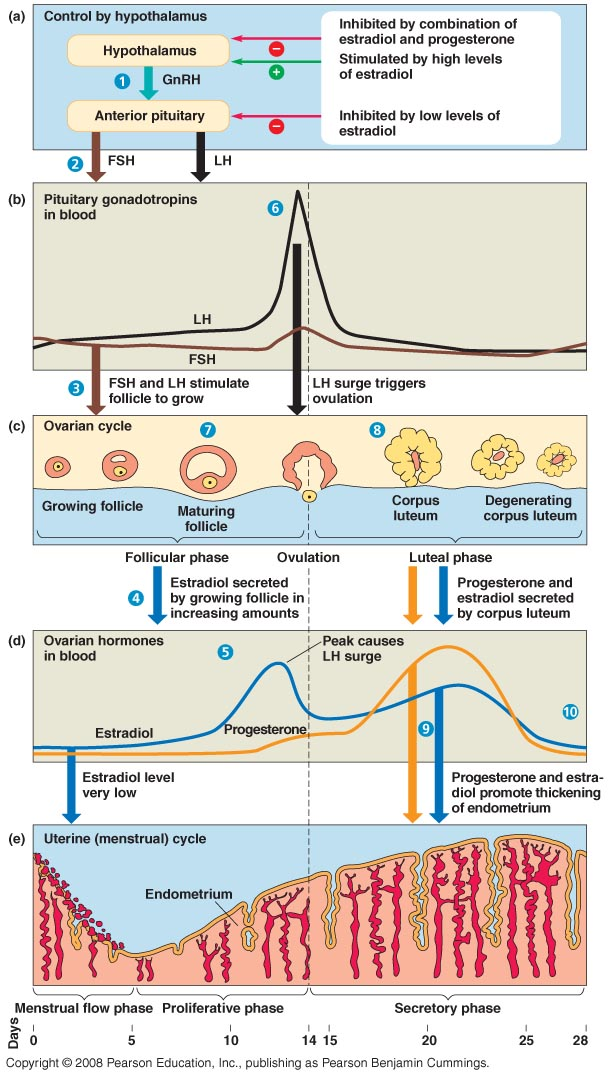 (a)
Control by hypothalamus
Hypothalamus
Inhibited by combination of
estradiol and progesterone
–
Stimulated by high levels
of estradiol
+
1
GnRH
Anterior pituitary
Inhibited by low levels of
estradiol
–
2
FSH
LH
(b)
Pituitary gonadotropins
in blood
6
LH
FSH
3
FSH and LH stimulate
follicle to grow
LH surge triggers
ovulation
(c)
Ovarian cycle
7
8
Growing follicle
Maturing
follicle
Corpus
luteum
Degenerating
corpus luteum
Follicular phase
Ovulation
Luteal phase
4
Estradiol secreted
by growing follicle in
increasing amounts
Progesterone and
estradiol secreted
by corpus luteum
(d)
Ovarian hormones
in blood
5
Peak causes
LH surge
Estradiol
Progesterone
9
10
Estradiol level
very low
Progesterone and estra-
diol promote thickening
of endometrium
(e)
Uterine (menstrual) cycle
Endometrium
Menstrual flow phase
Proliferative phase
Secretory phase
Days
0 5 10 14 15 20 25 28
Copyright © 2008 Pearson Education, Inc., publishing as Pearson Benjamin Cummings.